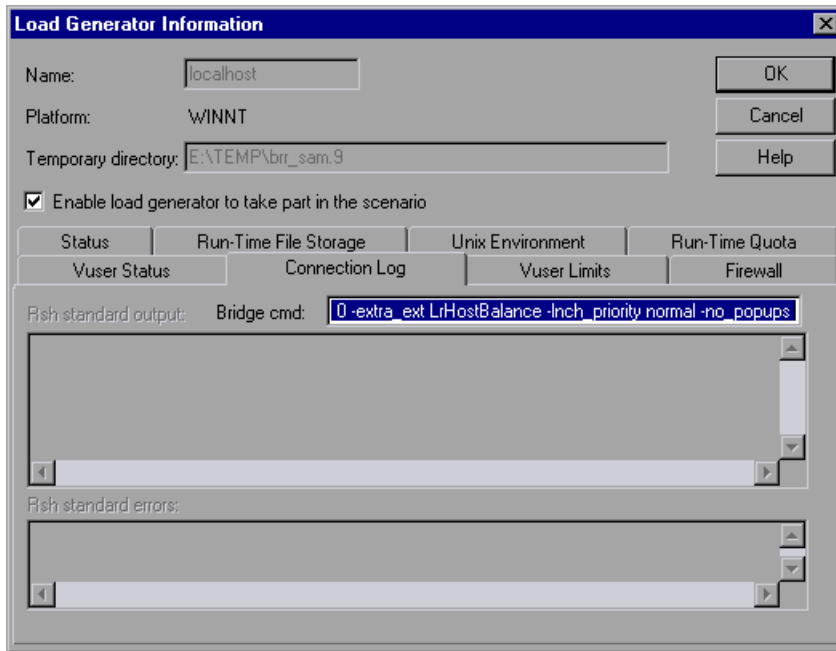 Load Generator Information
Name: localhost OK
Platform: WINNT Cancel
Temporary directory: E:\TEMP\brr_sam.9 Help
Enable load generator to take part in the scenario
Status Run-Time File Storage Unix Environment Run-Time Quota
Vuser Status Connection Log Vuser Limits Firewall
Rsh standard output: Bridge cmd: 0 -extra_ext LrHostBalance -lnch_priority normal -no_popups
Rsh standard errors: